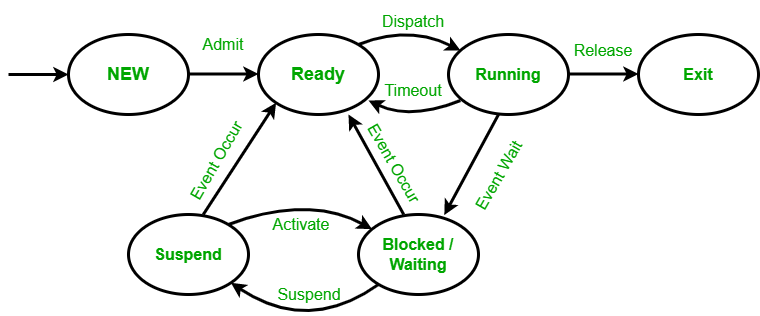 Dispatch
Admit
NEW
Ready
Running
Release
Exit
Timeout
Event Occur
Event Occur
Event Wait
Activate
Suspend
Blocked /
Waiting
Suspend